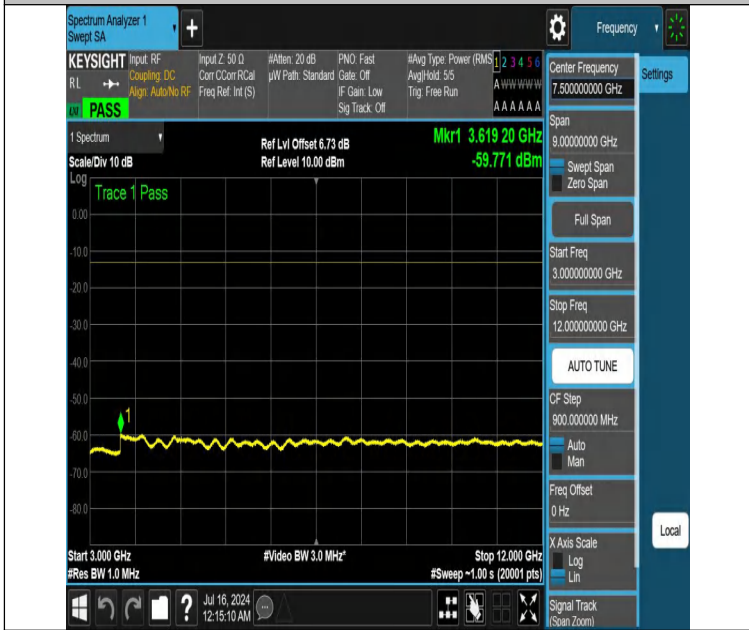 Spectrum Analyzer 1
Swept SA
Frequency
KEYSIGHT
RL
PASS
Input: RF
Coupling: DC
Align: Auto/No RF
Input Z: 50 Ω
Corr CCorr RCal
Freq Ref: Int (S)
#Atten: 20 dB
µW Path: Standard
PNO: Fast
Gate: Off
IF Gain: Low
Sig Track: Off
#Avg Type: Power (RMS
Avg|Hold: 5/5
Trig: Free Run
1 2 3 4 5 6
A W W W W W
A A A A A A
1 Spectrum
Scale/Div 10 dB
Ref Lvl Offset 6.73 dB
Ref Level 10.00 dBm
Mkr1 3.619 20 GHz
-59.771 dBm
Log
Trace 1 Pass
0.00
-10.0
-20.0
-30.0
-40.0
-50.0
-60.0
-70.0
-80.0
1
Start 3.000 GHz
#Res BW 1.0 MHz
#Video BW 3.0 MHz*
Stop 12.000 GHz
#Sweep ~1.00 s (20001 pts)
Jul 16, 2024
12:15:10 AM
Center Frequency
7.500000000 GHz
Settings
Span
9.00000000 GHz
Swept Span
Zero Span
Full Span
Start Freq
3.000000000 GHz
Stop Freq
12.000000000 GHz
AUTO TUNE
CF Step
900.000000 MHz
Auto
Man
Freq Offset
0 Hz
X Axis Scale
Log
Lin
Local
Signal Track
(Span Zoom)